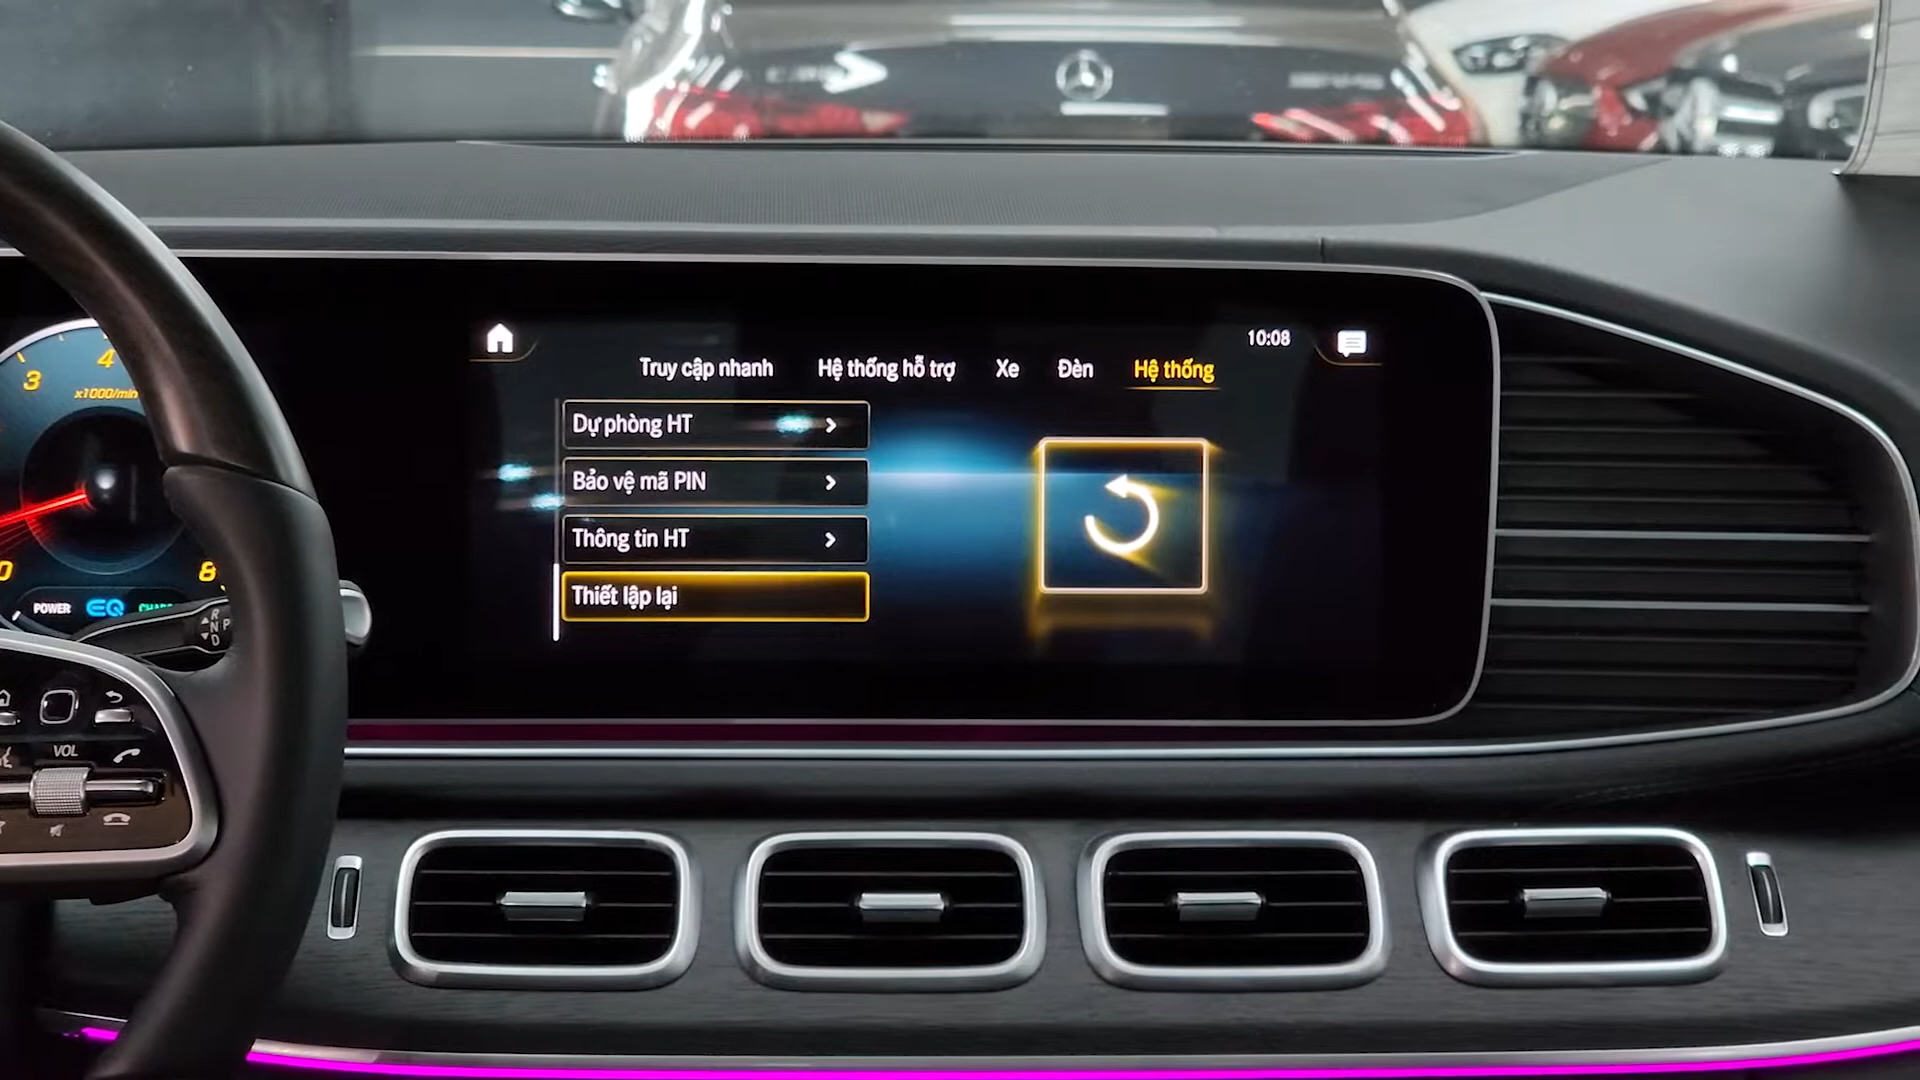 10:08
Truy cập nhanh Hệ thống hỗ trợ Xe Đèn Hệ thống
Dự phòng HT
Bảo vệ mã PIN
Thông tin HT
Thiết lập lại
3
4
x1000/min
0
8
POWER EQ
R
N P
D
VOL